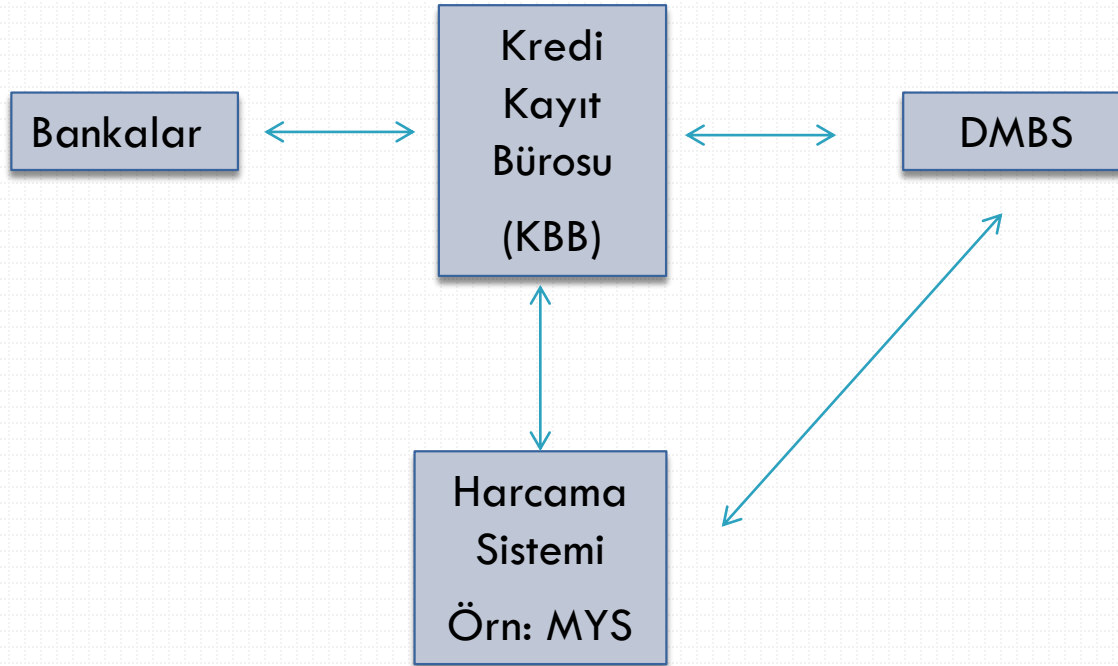 Bankalar
Kredi
Kayıt
Bürosu
(KBB)
DMBS
Harcama
Sistemi
Örn: MYS